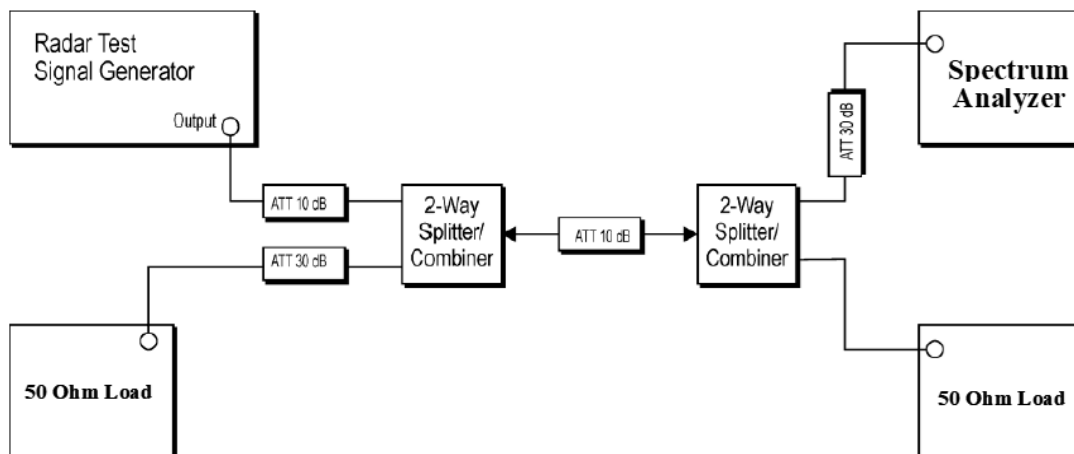 Radar Test
Signal Generator
Output
Spectrum
Analyzer
ATT 30 dB
ATT 10 dB
2-Way
Splitter/
Combiner
ATT 10 dB
2-Way
Splitter/
Combiner
ATT 30 dB
50 Ohm Load
50 Ohm Load